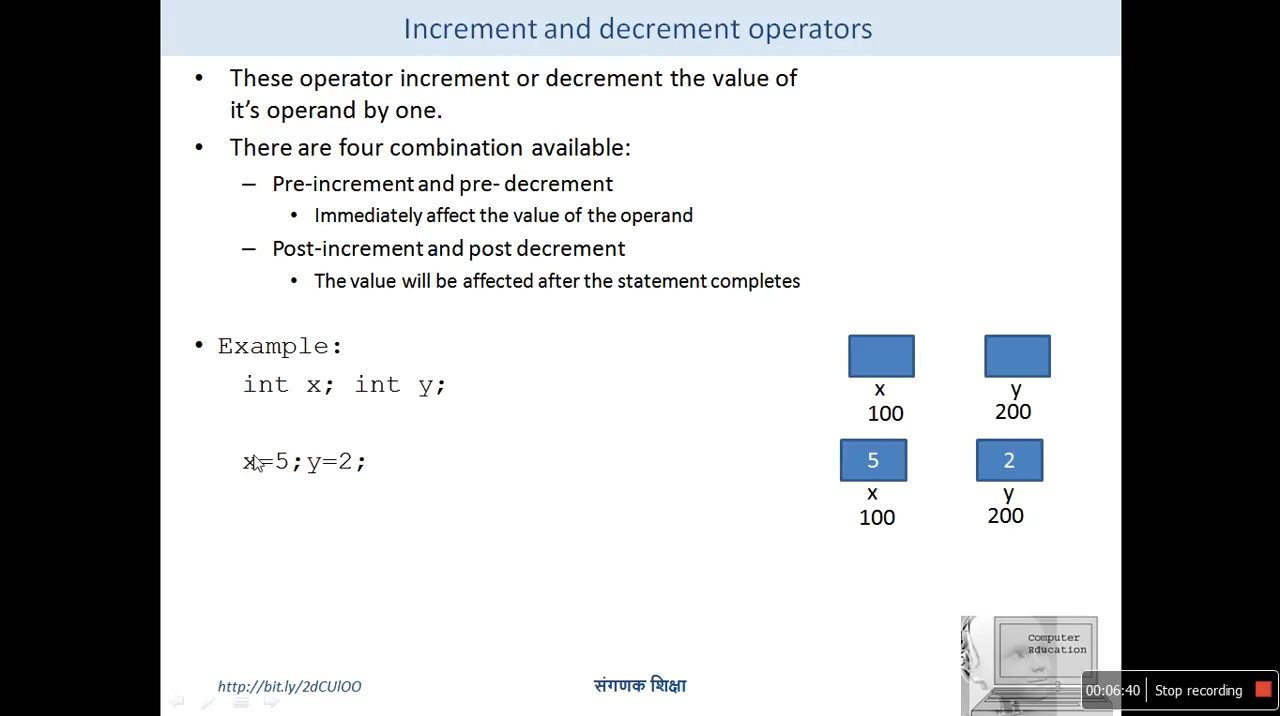 Increment and decrement operators
• These operator increment or decrement the value of
it's operand by one.
• There are four combination available:
– Pre-increment and pre- decrement
• Immediately affect the value of the operand
– Post-increment and post decrement
• The value will be affected after the statement completes
• Example:
int x; int y;
x y
100 200
x=5;y=2;
5 2
x y
100 200
Computer
Education
http://bit.ly/2dCUlOO
संगणक शिक्षा
3
00:06:40 Stop recording